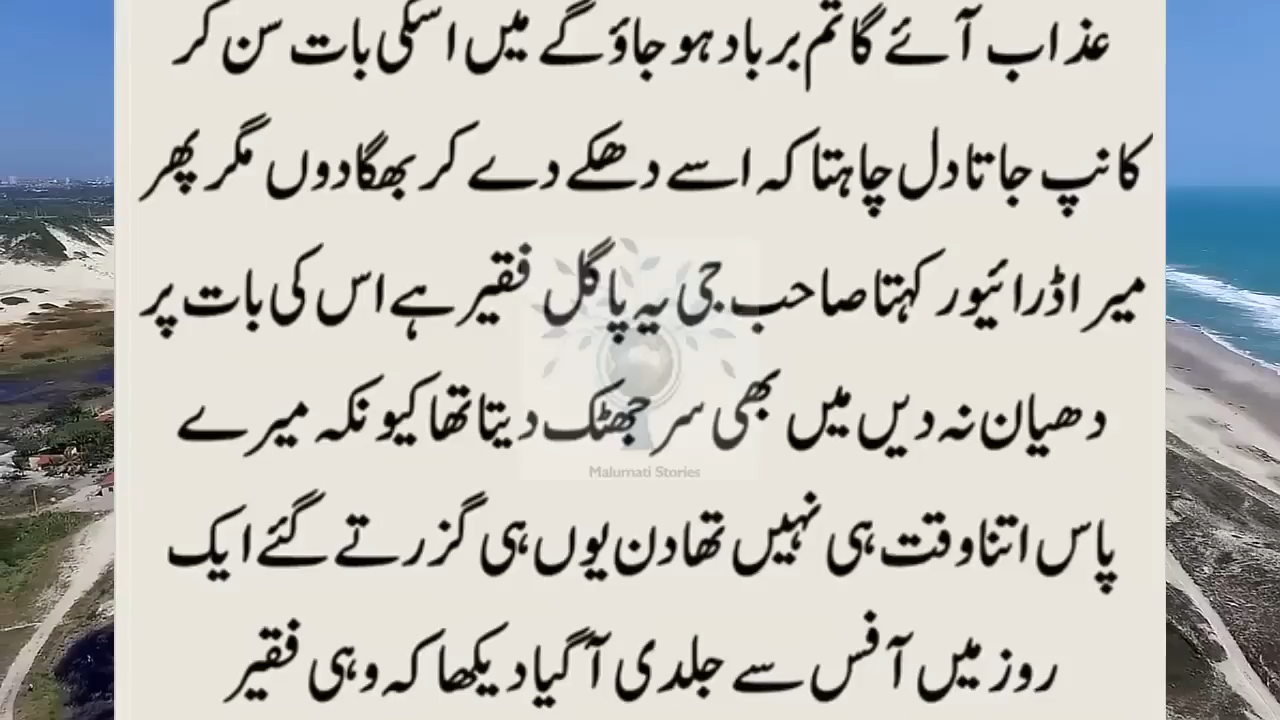 عذاب آئے گا تم برباد ہو جاؤ گے میں اسکی بات سن کر
کانپ جاتا دل چاہتا کہ اسے دھکے دے کر بھگا دوں مگر پھر
میرا ڈرائیور کہتا صاحب جی یہ پاگل فقیر ہے اس کی بات پر
دھیان نہ دیں میں بھی سر جھٹک دیتا تھا کیونکہ میرے
Malumati Stories
پاس اتنا وقت ہی نہیں تھا دن یوں ہی گزرتے گئے ایک
روز میں آفس سے جلدی آ گیا دیکھا کہ وہی فقیر